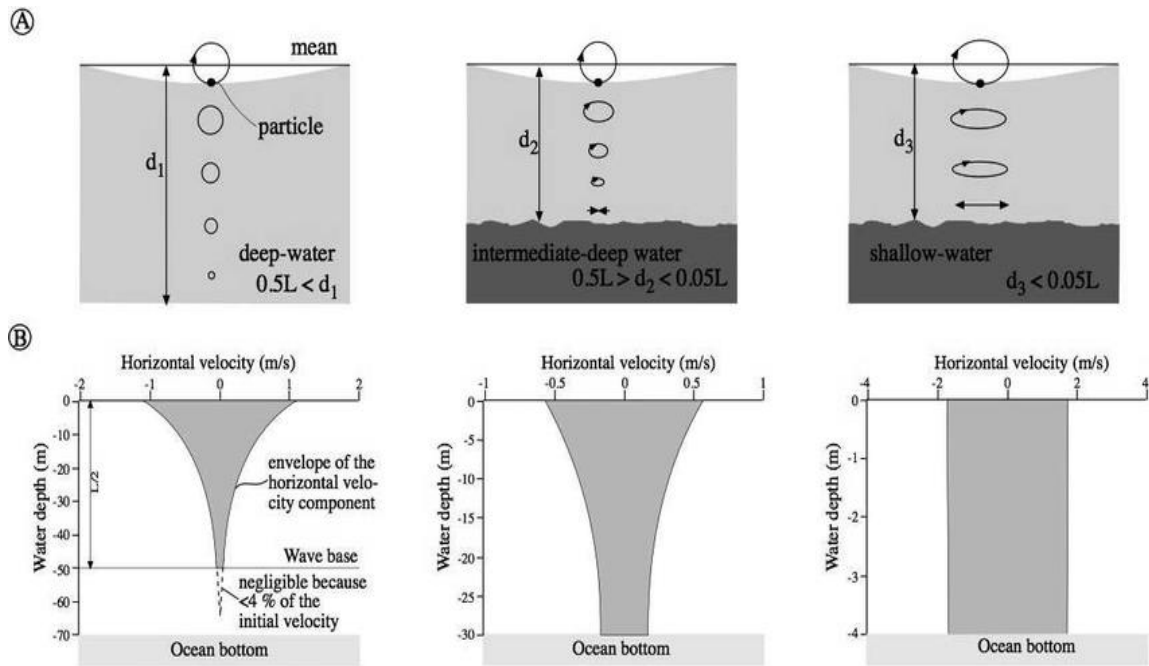 A
mean
particle
d1
deep-water
0.5L < d1
d2
intermediate-deep water
0.5L > d2 < 0.05L
d3
shallow-water
d3 < 0.05L
B
Horizontal velocity (m/s)
-2 -1 0 1 2
Water depth (m)
0
-10
-20
-30
-40
-50
-60
-70
L/2
envelope of the
horizontal velo-
city component
Wave base
negligible because
<4 % of the
initial velocity
Ocean bottom
Horizontal velocity (m/s)
-1 -0.5 0 0.5 1
Water depth (m)
0
-5
-10
-15
-20
-25
-30
Ocean bottom
Horizontal velocity (m/s)
-4 -2 0 2 4
Water depth (m)
0
-1
-2
-3
-4
Ocean bottom